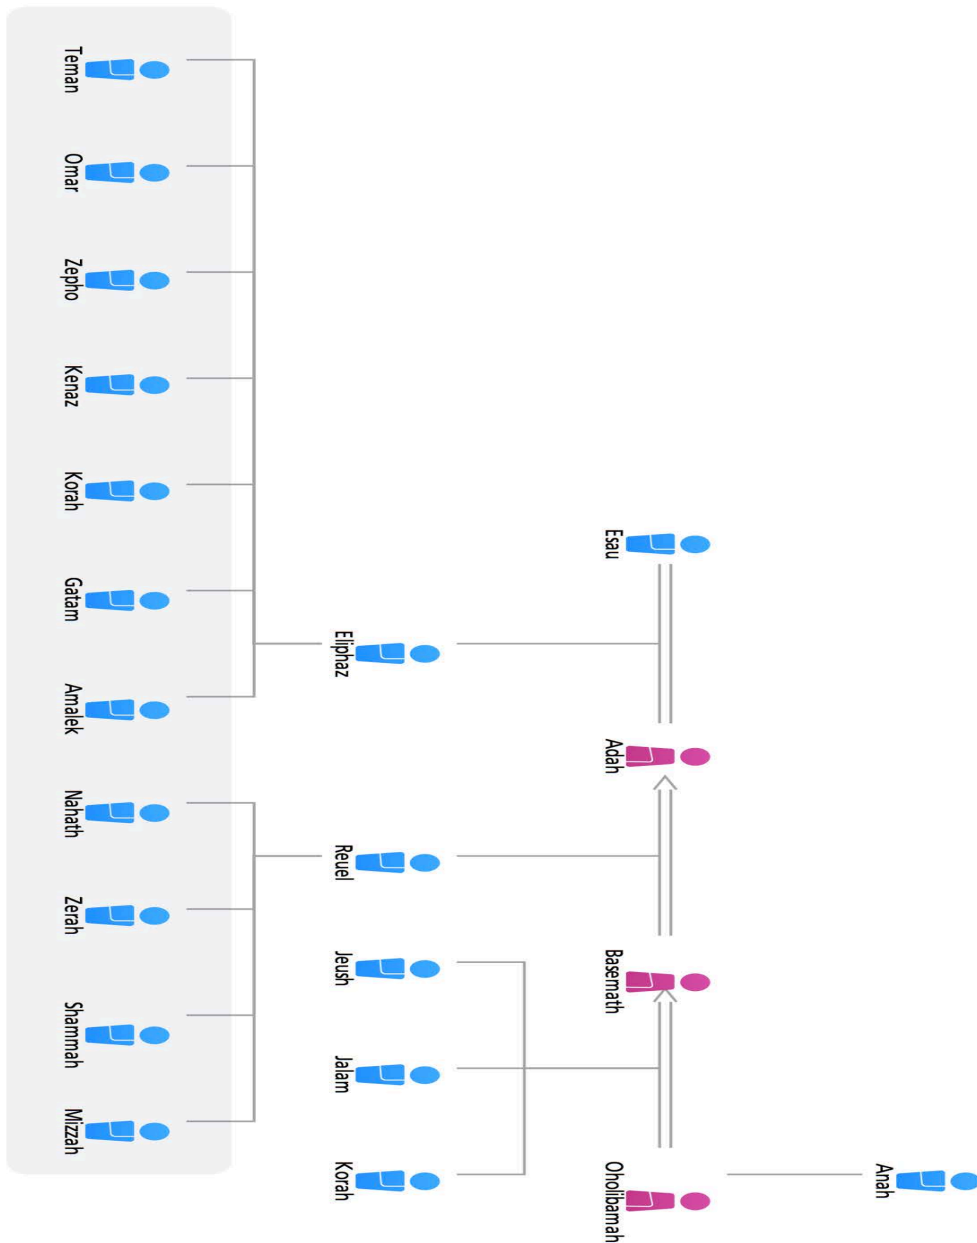 Anah
Esau
Adah
Basemath
Oholibamah
Eliphaz
Reuel
Jeush
Jalam
Korah
Teman
Omar
Zepho
Kenaz
Korah
Gatam
Amalek
Nahath
Zerah
Shammah
Mizzah